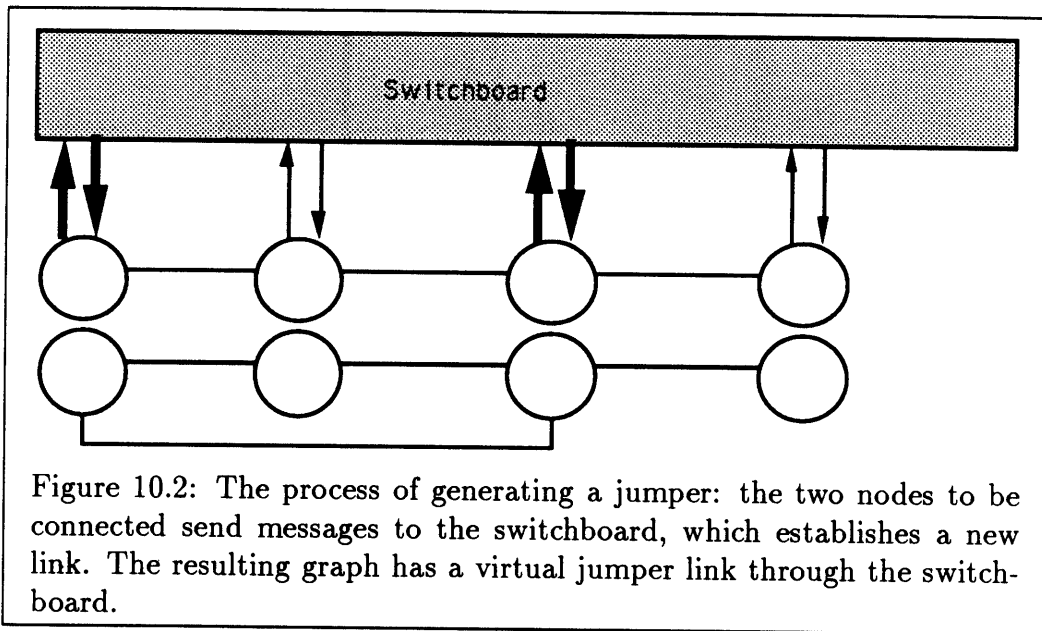 Switchboard
Figure 10.2: The process of generating a jumper: the two nodes to be
connected send messages to the switchboard, which establishes a new
link. The resulting graph has a virtual jumper link through the switch-
board.